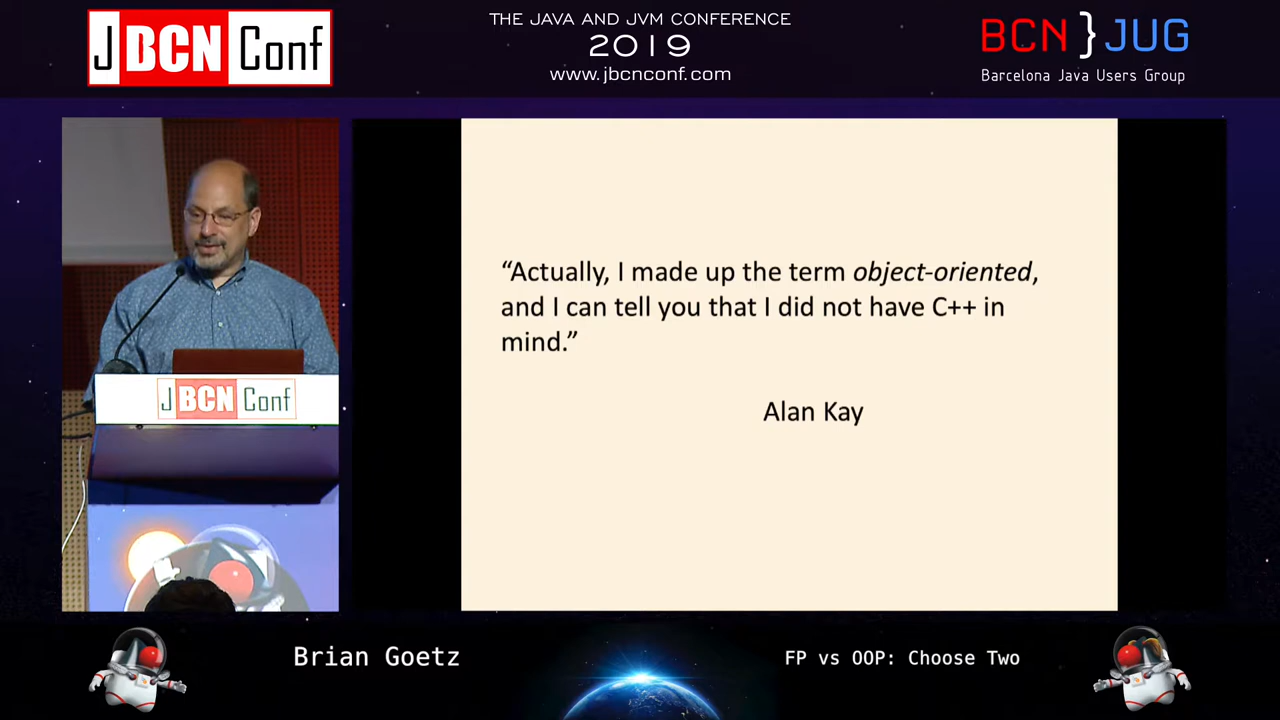 J BCN Conf
THE JAVA AND JVM CONFERENCE
2019
www.jbcnconf.com
BCN}JUG
Barcelona Java Users Group
“Actually, I made up the term object-oriented,
and I can tell you that I did not have C++ in
mind.”
Alan Kay
J BCN Conf
Brian Goetz
FP vs OOP: Choose Two